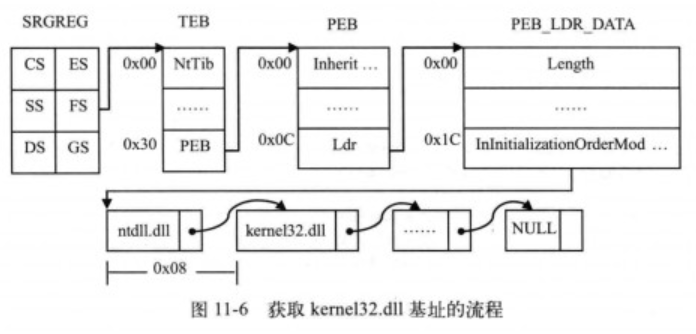 SRGREG TEB PEB PEB_LDR_DATA
CS ES 0x00 NtTib 0x00 Inherit … 0x00 Length
SS FS …… …… ……
DS GS 0x30 PEB 0x0C Ldr 0x1C InInitializationOrderMod …
ntdll.dll kernel32.dll …… NULL
0x08
图 11-6 获取 kernel32.dll 基址的流程